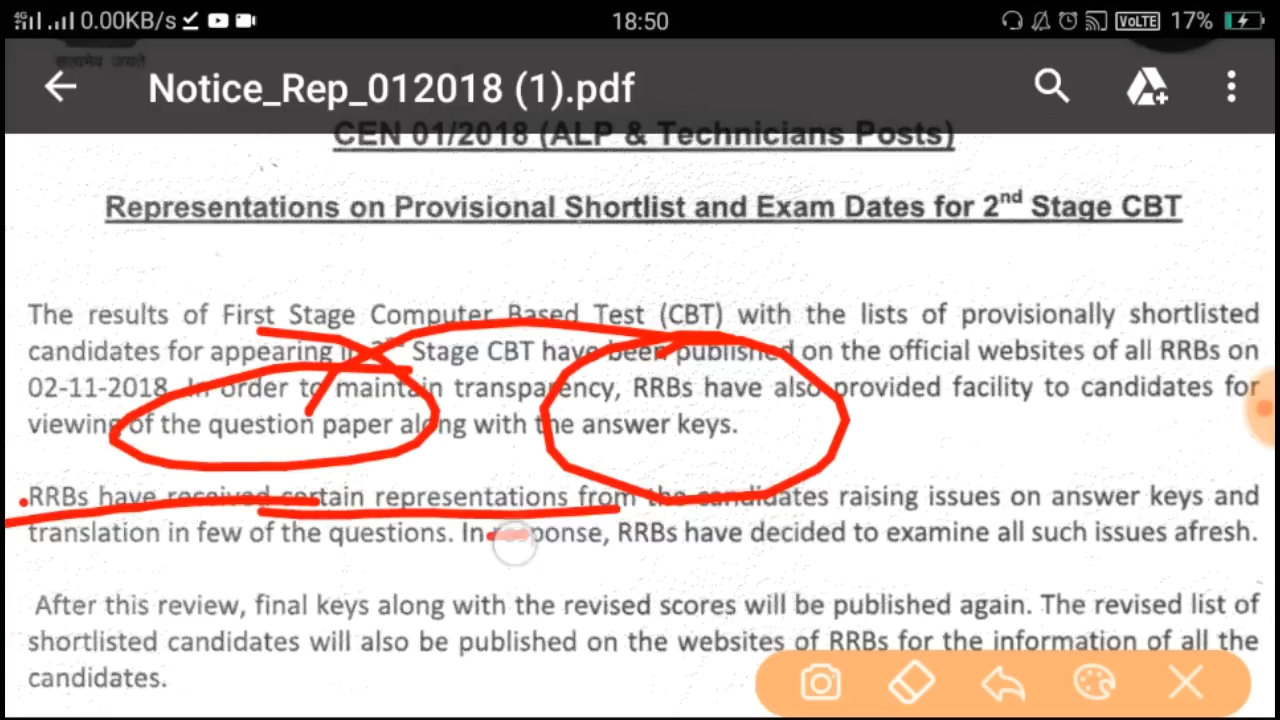 4G 0.00KB/s 18:50 VoLTE 17%
सत्यमेव जयते
Notice_Rep_012018 (1).pdf
CEN 01/2018 (ALP & Technicians Posts)
Representations on Provisional Shortlist and Exam Dates for 2nd Stage CBT
The results of First Stage Computer Based Test (CBT) with the lists of provisionally shortlisted
candidates for appearing in 2nd Stage CBT have been published on the official websites of all RRBs on
02-11-2018. In order to maintain transparency, RRBs have also provided facility to candidates for
viewing of the question paper along with the answer keys.
RRBs have received certain representations from the candidates raising issues on answer keys and
translation in few of the questions. In response, RRBs have decided to examine all such issues afresh.
After this review, final keys along with the revised scores will be published again. The revised list of
shortlisted candidates will also be published on the websites of RRBs for the information of all the
candidates.